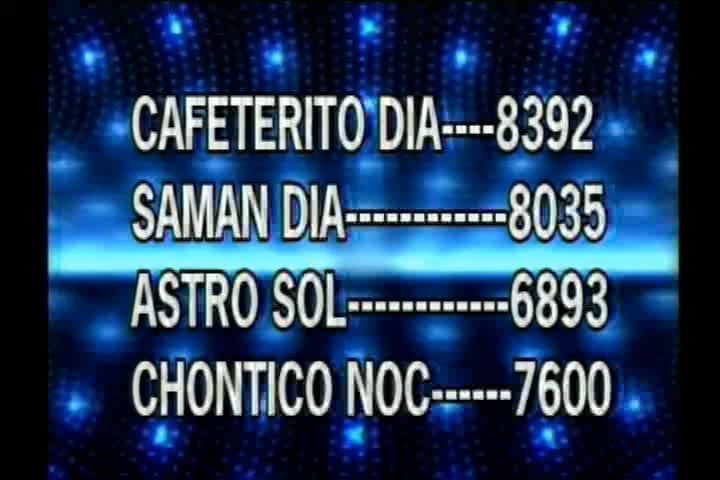 CAFETERITO DIA----8392
SAMAN DIA------------8035
ASTRO SOL------------6893
CHONTICO NOC------7600